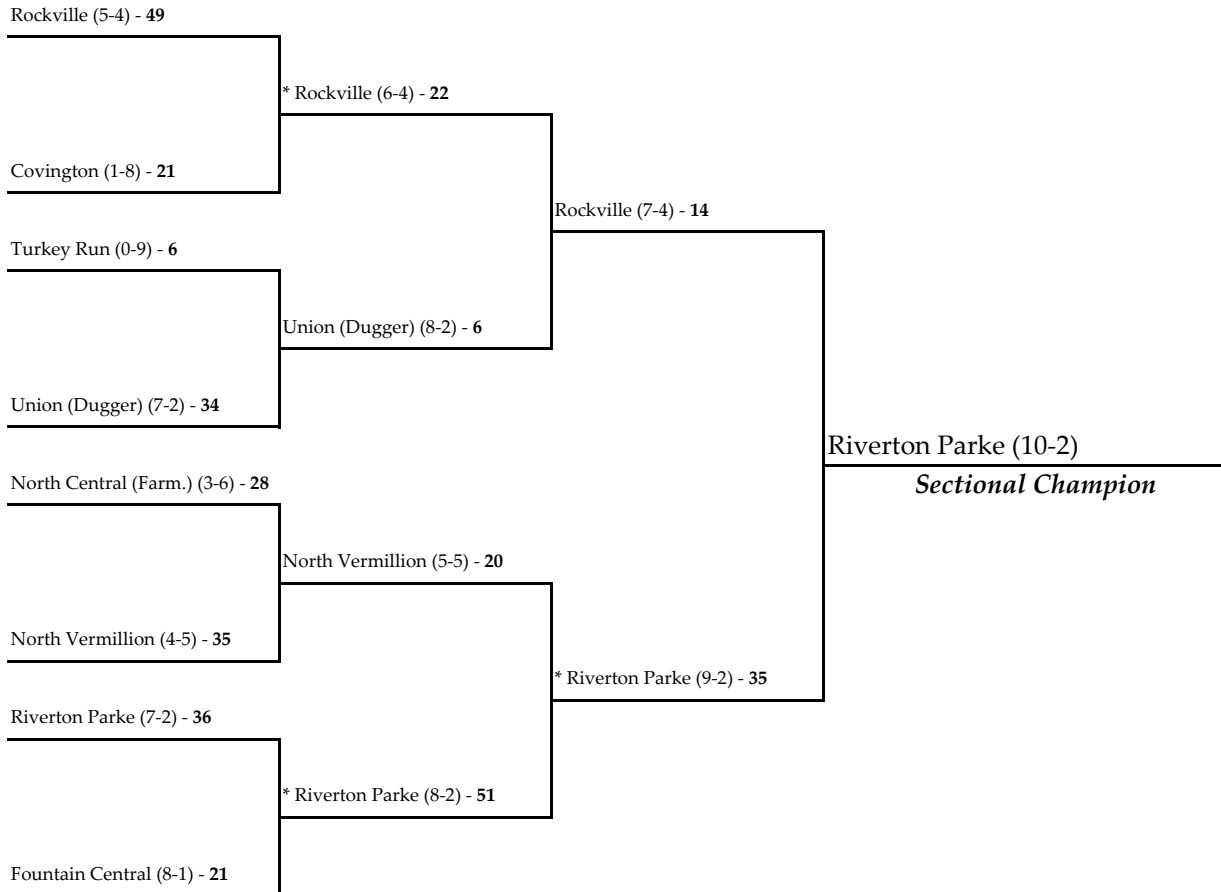 Rockville (5-4) - 49
* Rockville (6-4) - 22
Covington (1-8) - 21
Rockville (7-4) - 14
Turkey Run (0-9) - 6
Union (Dugger) (8-2) - 6
Union (Dugger) (7-2) - 34
Riverton Parke (10-2)
Sectional Champion
North Central (Farm.) (3-6) - 28
North Vermillion (5-5) - 20
North Vermillion (4-5) - 35
* Riverton Parke (9-2) - 35
Riverton Parke (7-2) - 36
* Riverton Parke (8-2) - 51
Fountain Central (8-1) - 21